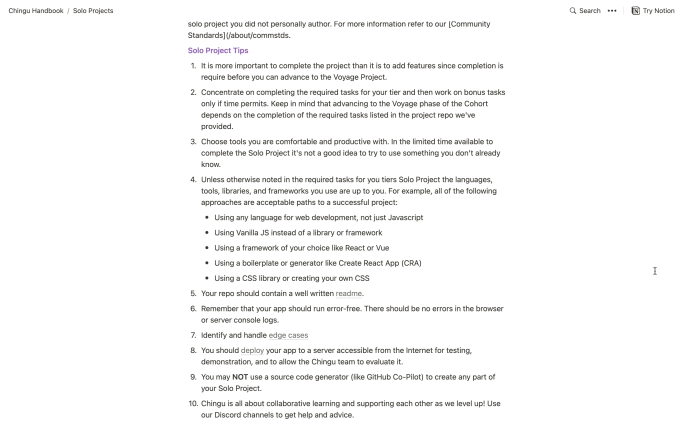 Chingu Handbook / Solo Projects
Search ••• Try Notion
solo project you did not personally author. For more information refer to our [Community
Standards](/about/commstds.
Solo Project Tips
1. It is more important to complete the project than it is to add features since completion is
require before you can advance to the Voyage Project.
2. Concentrate on completing the required tasks for your tier and then work on bonus tasks
only if time permits. Keep in mind that advancing to the Voyage phase of the Cohort
depends on the completion of the required tasks listed in the project repo we've
provided.
3. Choose tools you are comfortable and productive with. In the limited time available to
complete the Solo Project it's not a good idea to try to use something you don't already
know.
4. Unless otherwise noted in the required tasks for you tiers Solo Project the languages,
tools, libraries, and frameworks you use are up to you. For example, all of the following
approaches are acceptable paths to a successful project:
• Using any language for web development, not just Javascript
• Using Vanilla JS instead of a library or framework
• Using a framework of your choice like React or Vue
• Using a boilerplate or generator like Create React App (CRA)
• Using a CSS library or creating your own CSS
5. Your repo should contain a well written readme.
6. Remember that your app should run error-free. There should be no errors in the browser
or server console logs.
7. Identify and handle edge cases
8. You should deploy your app to a server accessible from the Internet for testing,
demonstration, and to allow the Chingu team to evaluate it.
9. You may NOT use a source code generator (like GitHub Co-Pilot) to create any part of
your Solo Project.
10. Chingu is all about collaborative learning and supporting each other as we level up! Use
our Discord channels to get help and advice.